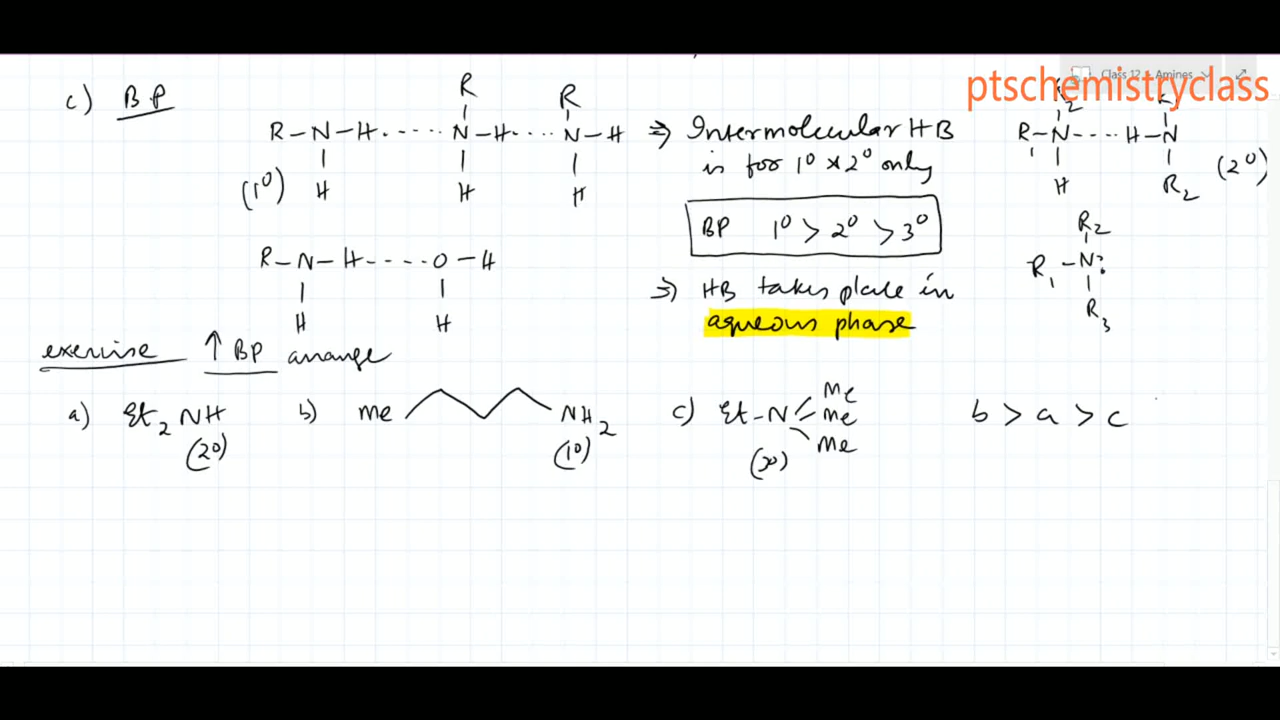 ptschemistryclass
Class 12 - Amines
c) BP
R R R2 R
R-N-H.....N-H.....N-H ⇒ Intermolecular HB R1-N....H-N
(1°) H H H is for 1° & 2° only H R2 (2°)
BP 1° > 2° > 3°
R2
R-N-H.....O-H R1-N:
H H ⇒ HB takes place in R3
aqueous phase
exercise ↑ BP arrange
a) Et2NH b) Me NH2 c) Et-N Me Me Me b > a > c
(2°) (1°) (3°)